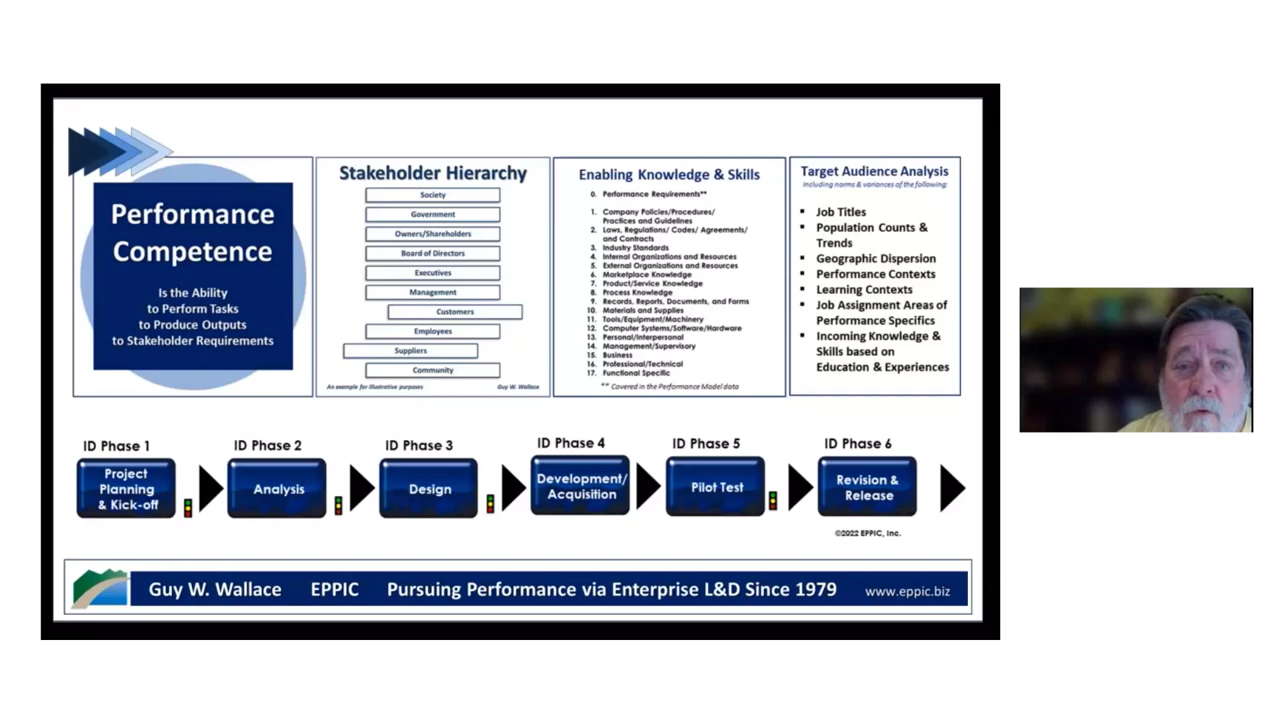 Performance
Competence
Is the Ability
to Perform Tasks
to Produce Outputs
to Stakeholder Requirements
Stakeholder Hierarchy
Society
Government
Owners/Shareholders
Board of Directors
Executives
Management
Customers
Employees
Suppliers
Community
An example for illustrative purposes
Guy W. Wallace
Enabling Knowledge & Skills
0. Performance Requirements**
1. Company Policies/Procedures/
Practices and Guidelines
2. Laws, Regulations/ Codes/ Agreements/
and Contracts
3. Industry Standards
4. Internal Organizations and Resources
5. External Organizations and Resources
6. Marketplace Knowledge
7. Product/Service Knowledge
8. Process Knowledge
9. Records, Reports, Documents, and Forms
10. Materials and Supplies
11. Tools/Equipment/Machinery
12. Computer Systems/Software/Hardware
13. Personal/Interpersonal
14. Management/Supervisory
15. Business
16. Professional/Technical
17. Functional Specific
** Covered in the Performance Model data
Target Audience Analysis
Including norms & variances of the following:
▪ Job Titles
▪ Population Counts &
Trends
▪ Geographic Dispersion
▪ Performance Contexts
▪ Learning Contexts
▪ Job Assignment Areas of
Performance Specifics
▪ Incoming Knowledge &
Skills based on
Education & Experiences
ID Phase 1
Project
Planning
& Kick-off
ID Phase 2
Analysis
ID Phase 3
Design
ID Phase 4
Development/
Acquisition
ID Phase 5
Pilot Test
ID Phase 6
Revision &
Release
©2022 EPPIC, Inc.
Guy W. Wallace EPPIC Pursuing Performance via Enterprise L&D Since 1979 www.eppic.biz